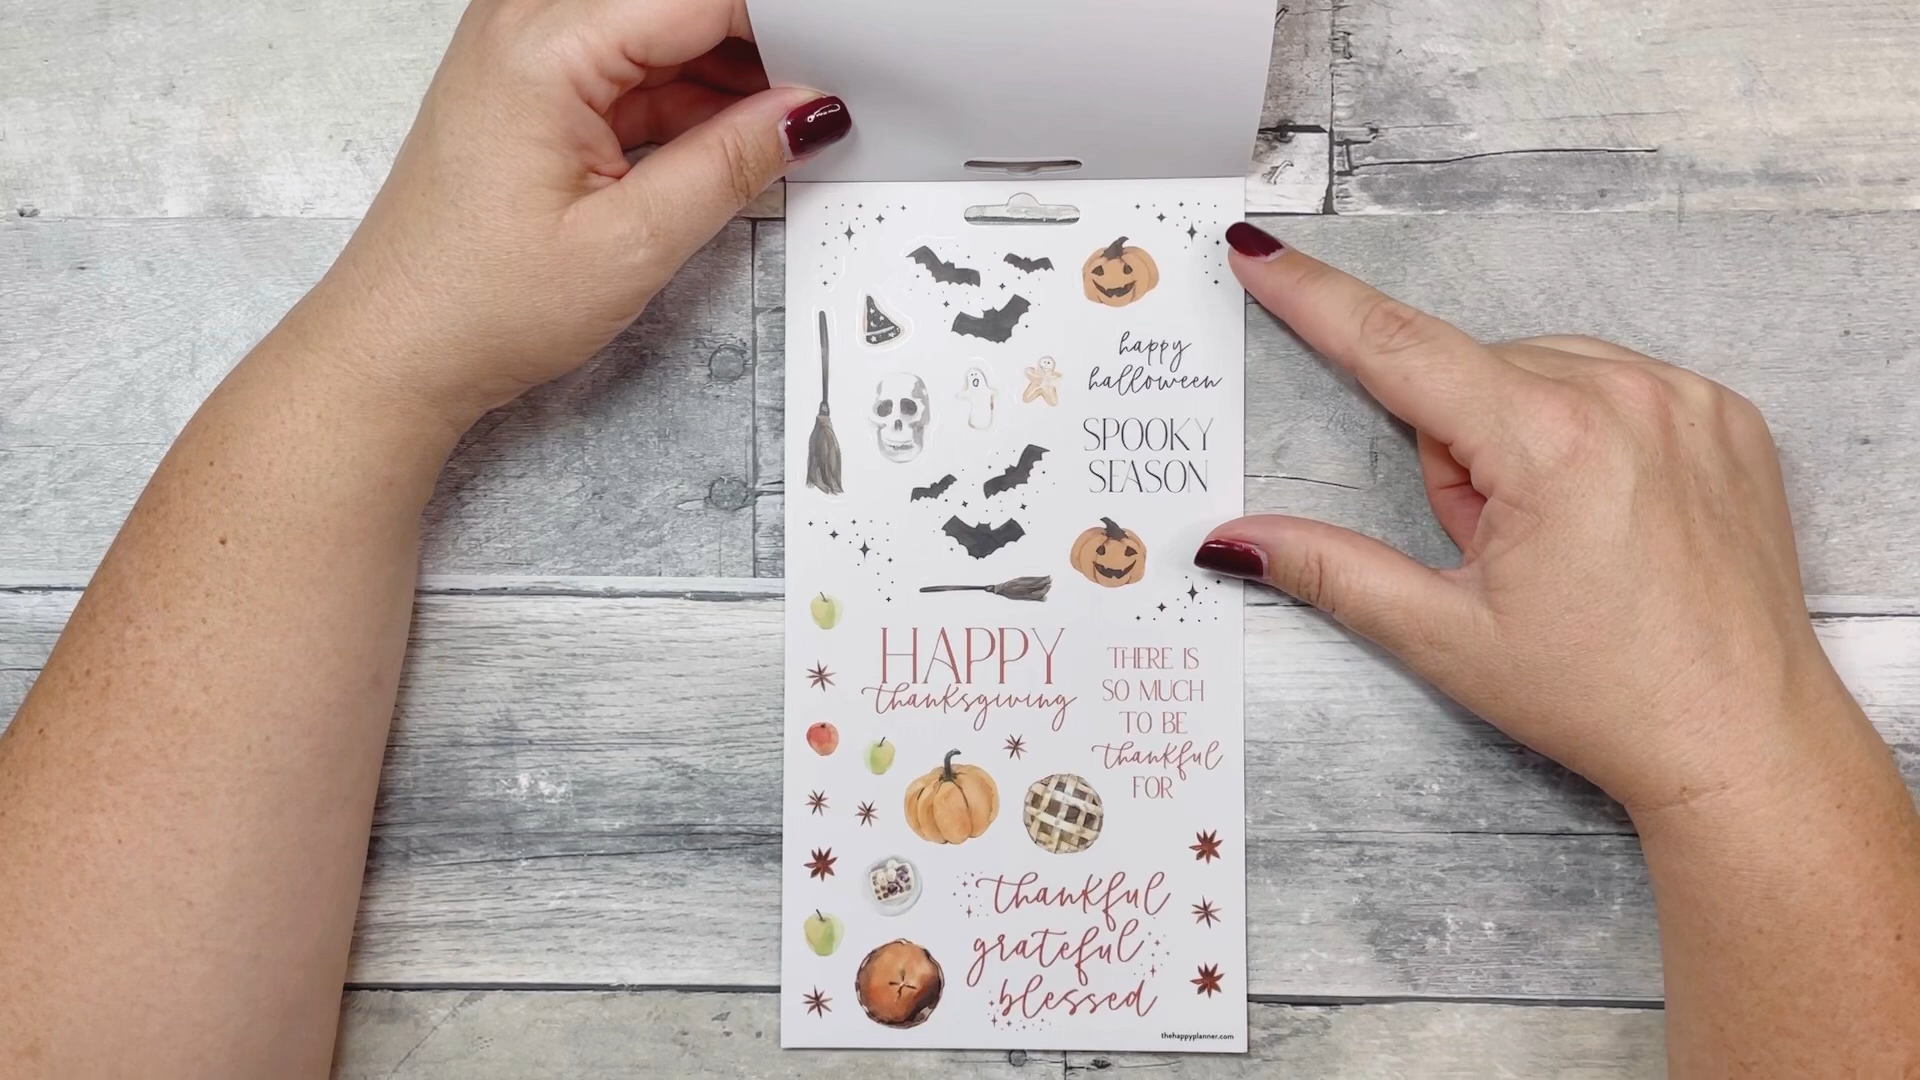 happy
halloween
SPOOKY
SEASON
HAPPY
thanksgiving
THERE IS
SO MUCH
TO BE
thankful
FOR
thankful
grateful
blessed
thehappyplanner.com